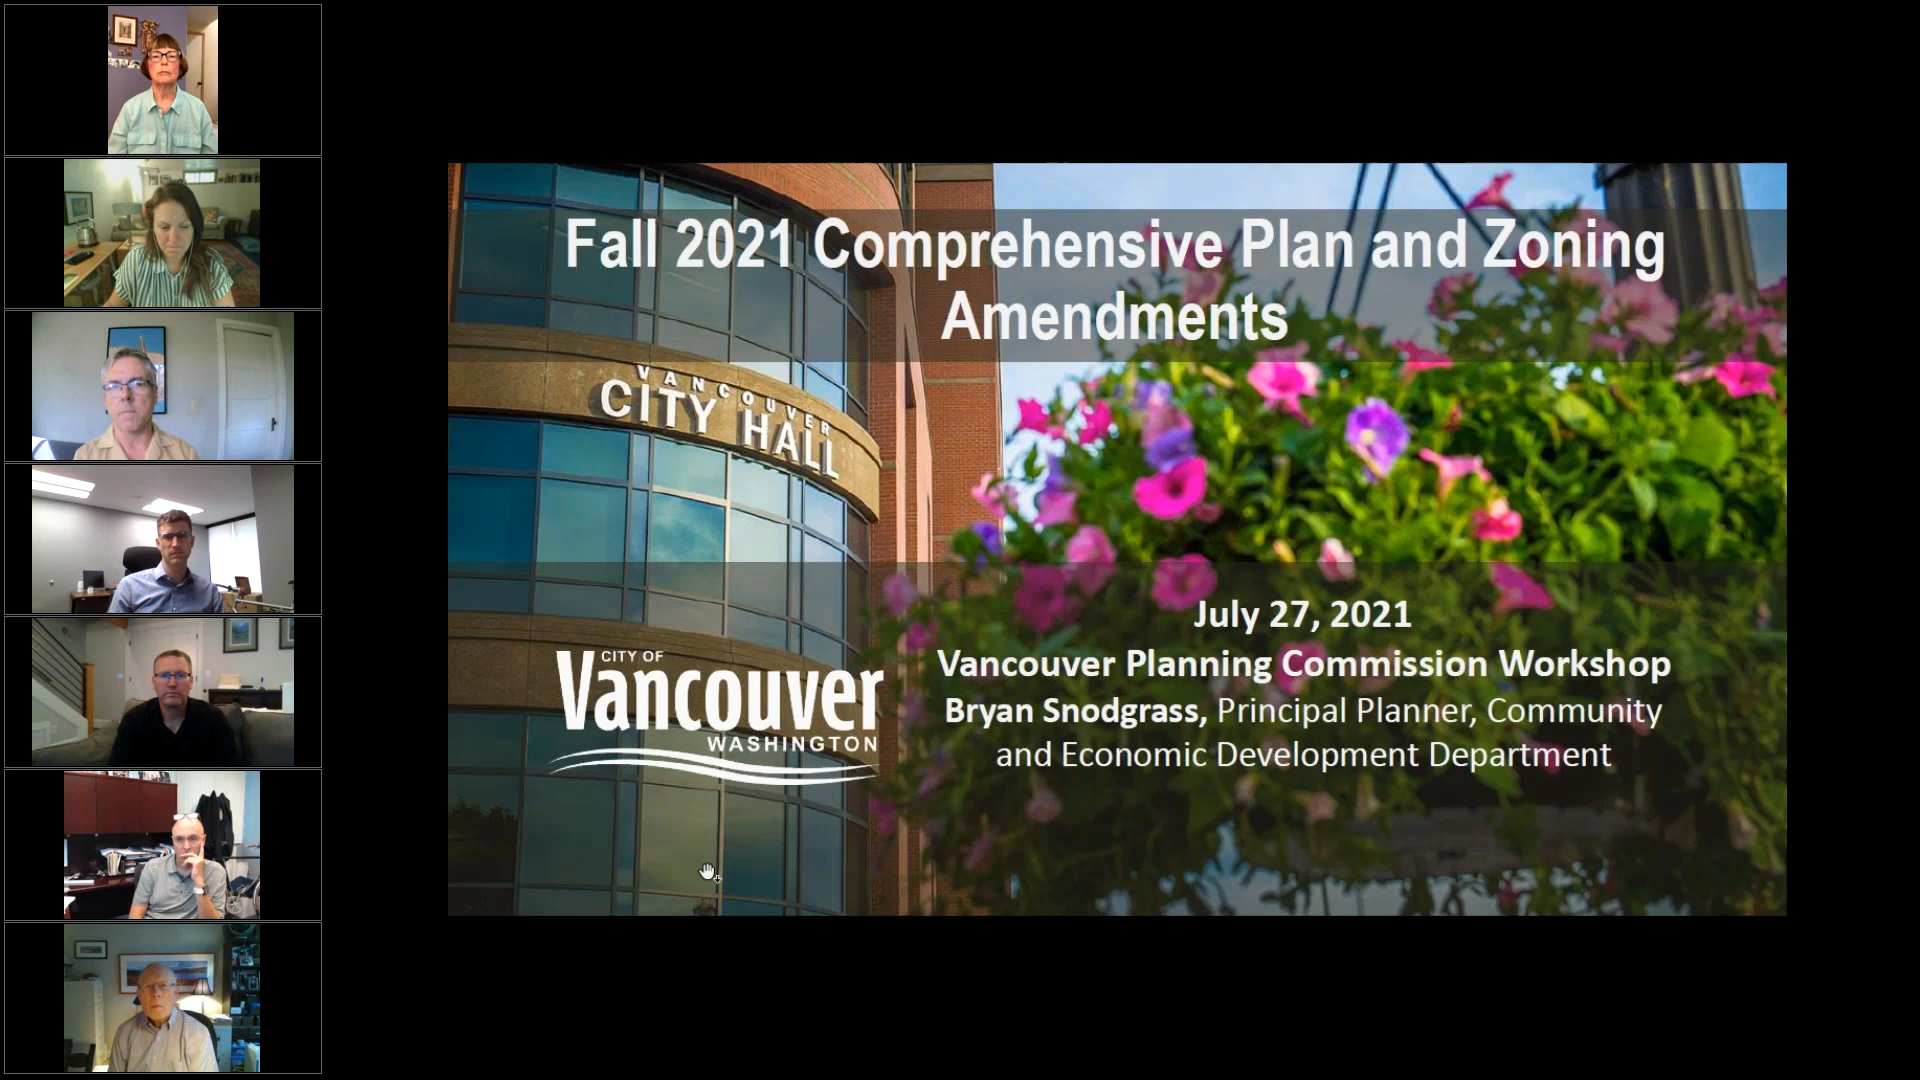 Fall 2021 Comprehensive Plan and Zoning
Amendments
VANCOUVER
CITY HALL
July 27, 2021
Vancouver Planning Commission Workshop
Bryan Snodgrass, Principal Planner, Community
and Economic Development Department
CITY OF
Vancouver
WASHINGTON